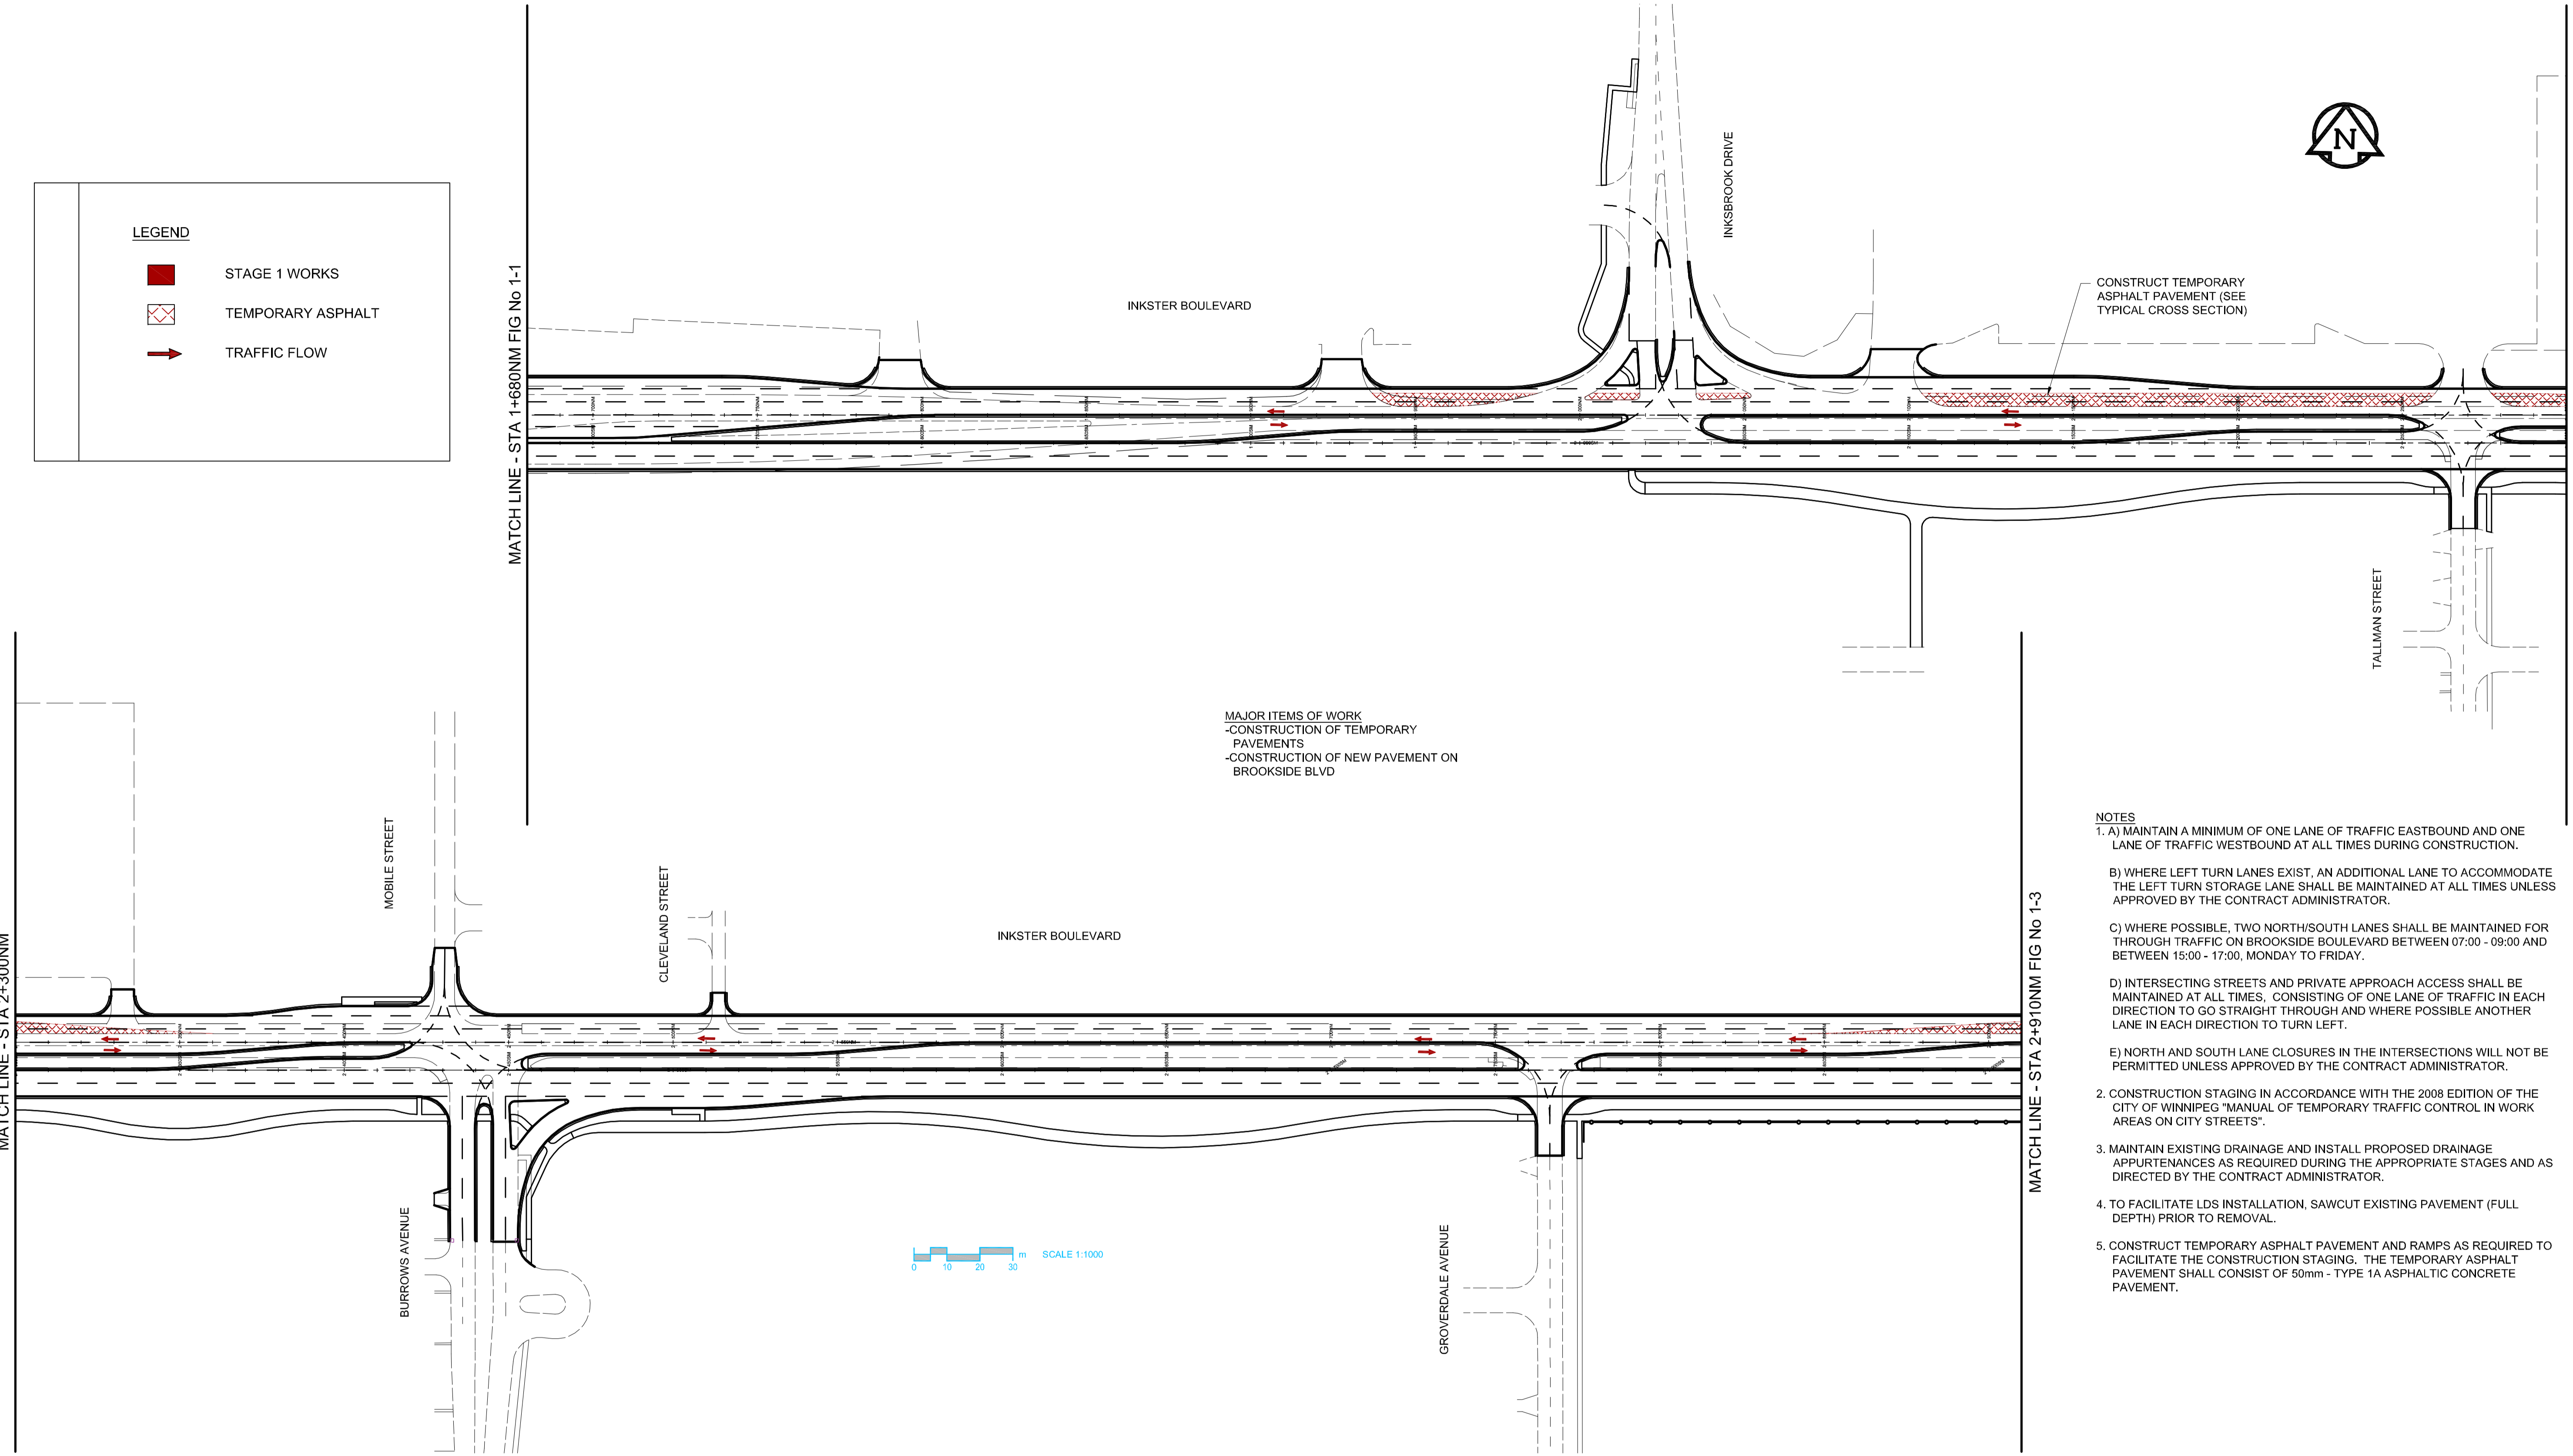 LEGEND
STAGE 1 WORKS
TEMPORARY ASPHALT
TRAFFIC FLOW
MATCH LINE - STA 1+680NM FIG No 1-1
INKSTER BOULEVARD
INKSBROOK DRIVE
N
CONSTRUCT TEMPORARY
ASPHALT PAVEMENT (SEE
TYPICAL CROSS SECTION)
TALLMAN STREET
MAJOR ITEMS OF WORK
-CONSTRUCTION OF TEMPORARY
PAVEMENTS
-CONSTRUCTION OF NEW PAVEMENT ON
BROOKSIDE BLVD
MATCH LINE - STA 2+300NM
MOBILE STREET
CLEVELAND STREET
INKSTER BOULEVARD
BURROWS AVENUE
GROVERDALE AVENUE
0 10 20 30 m SCALE 1:1000
MATCH LINE - STA 2+910NM FIG No 1-3
NOTES
1. A) MAINTAIN A MINIMUM OF ONE LANE OF TRAFFIC EASTBOUND AND ONE
LANE OF TRAFFIC WESTBOUND AT ALL TIMES DURING CONSTRUCTION.
B) WHERE LEFT TURN LANES EXIST, AN ADDITIONAL LANE TO ACCOMMODATE
THE LEFT TURN STORAGE LANE SHALL BE MAINTAINED AT ALL TIMES UNLESS
APPROVED BY THE CONTRACT ADMINISTRATOR.
C) WHERE POSSIBLE, TWO NORTH/SOUTH LANES SHALL BE MAINTAINED FOR
THROUGH TRAFFIC ON BROOKSIDE BOULEVARD BETWEEN 07:00 - 09:00 AND
BETWEEN 15:00 - 17:00, MONDAY TO FRIDAY.
D) INTERSECTING STREETS AND PRIVATE APPROACH ACCESS SHALL BE
MAINTAINED AT ALL TIMES, CONSISTING OF ONE LANE OF TRAFFIC IN EACH
DIRECTION TO GO STRAIGHT THROUGH AND WHERE POSSIBLE ANOTHER
LANE IN EACH DIRECTION TO TURN LEFT.
E) NORTH AND SOUTH LANE CLOSURES IN THE INTERSECTIONS WILL NOT BE
PERMITTED UNLESS APPROVED BY THE CONTRACT ADMINISTRATOR.
2. CONSTRUCTION STAGING IN ACCORDANCE WITH THE 2008 EDITION OF THE
CITY OF WINNIPEG "MANUAL OF TEMPORARY TRAFFIC CONTROL IN WORK
AREAS ON CITY STREETS".
3. MAINTAIN EXISTING DRAINAGE AND INSTALL PROPOSED DRAINAGE
APPURTENANCES AS REQUIRED DURING THE APPROPRIATE STAGES AND AS
DIRECTED BY THE CONTRACT ADMINISTRATOR.
4. TO FACILITATE LDS INSTALLATION, SAWCUT EXISTING PAVEMENT (FULL
DEPTH) PRIOR TO REMOVAL.
5. CONSTRUCT TEMPORARY ASPHALT PAVEMENT AND RAMPS AS REQUIRED TO
FACILITATE THE CONSTRUCTION STAGING. THE TEMPORARY ASPHALT
PAVEMENT SHALL CONSIST OF 50mm - TYPE 1A ASPHALTIC CONCRETE
PAVEMENT.